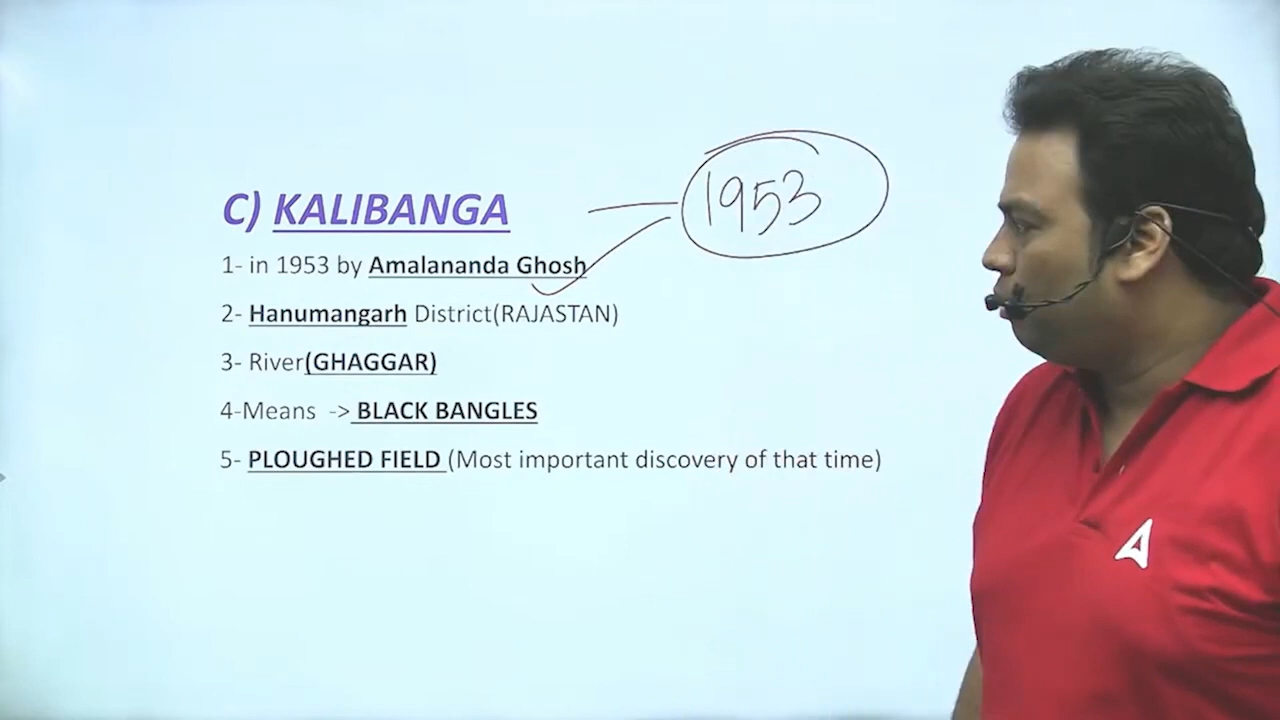 C) KALIBANGA
1953
1- in 1953 by Amalananda Ghosh
2- Hanumangarh District(RAJASTAN)
3- River(GHAGGAR)
4-Means -> BLACK BANGLES
5- PLOUGHED FIELD (Most important discovery of that time)